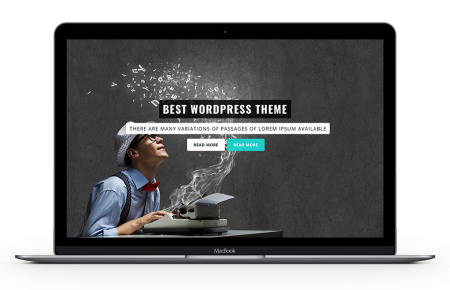 BEST WORDPRESS THEME
THERE ARE MANY VARIATIONS OF PASSAGES OF LOREM IPSUM AVAILABLE
READ MORE
READ MORE
MacBook